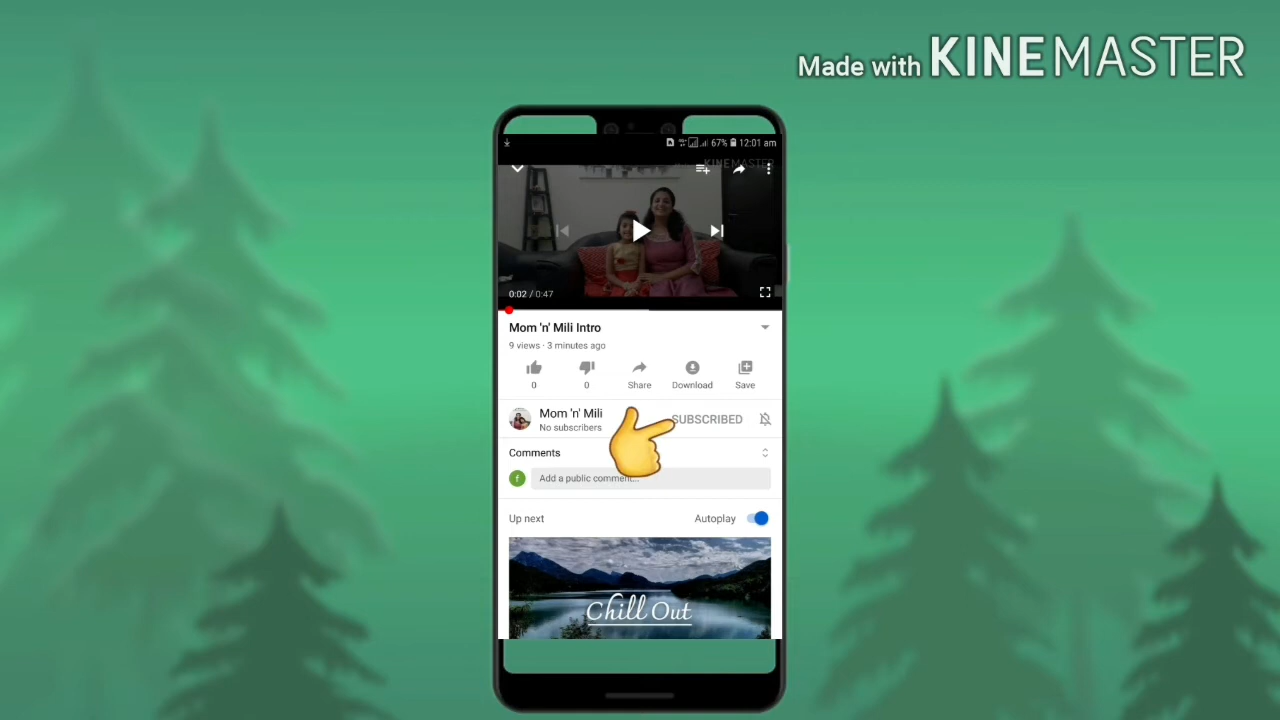 Made with KINEMASTER
67% 12:01 am
KINEMASTER
0:02 / 0:47
Mom 'n' Mili Intro
9 views · 3 minutes ago
0 0 Share Download Save
Mom 'n' Mili
No subscribers
SUBSCRIBED
Comments
f
Add a public comment...
Up next Autoplay
Chill Out